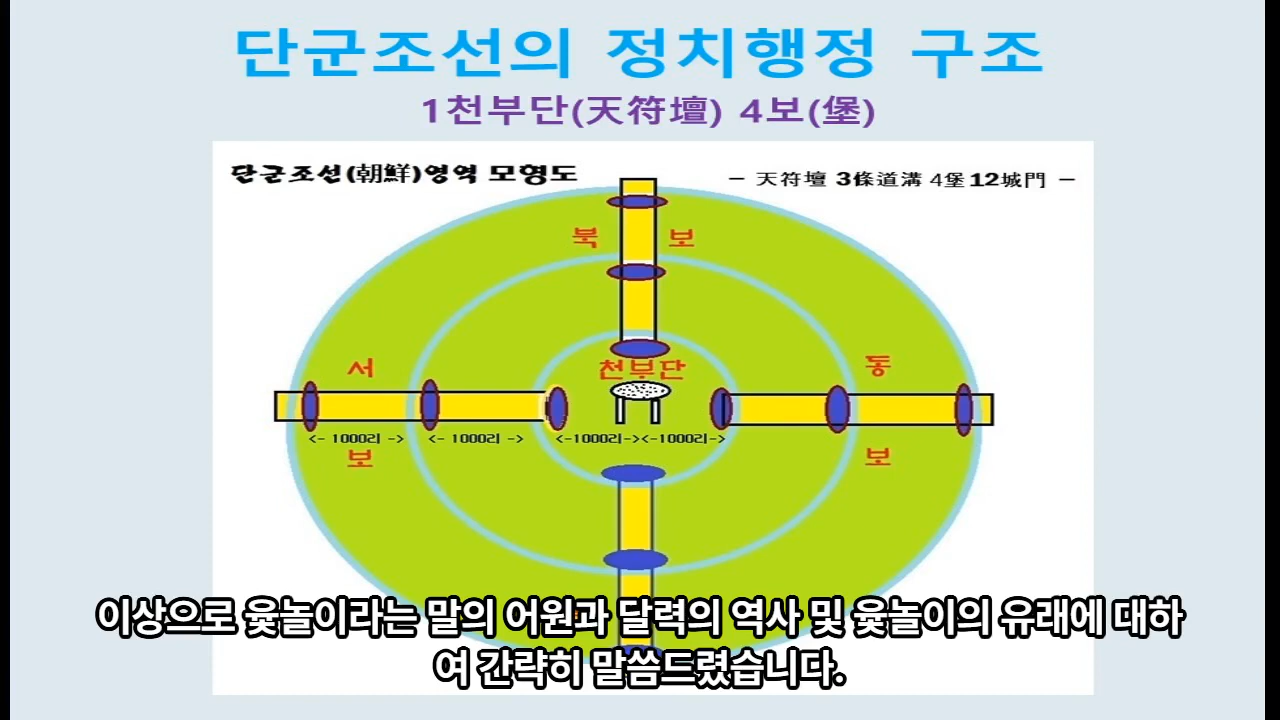 단군조선의 정치행정 구조
1천부단(天符壇) 4보(堡)
단군조선(朝鮮)영역 모형도
- 天符壇 3條道溝 4堡 12城門 -
북 보
서
천부단
동
<- 1000리 -> <- 1000리 -> <-1000리-><-1000리->
보
보
이상으로 윷놀이라는 말의 어원과 달력의 역사 및 윷놀이의 유래에 대하
여 간략히 말씀드렸습니다.